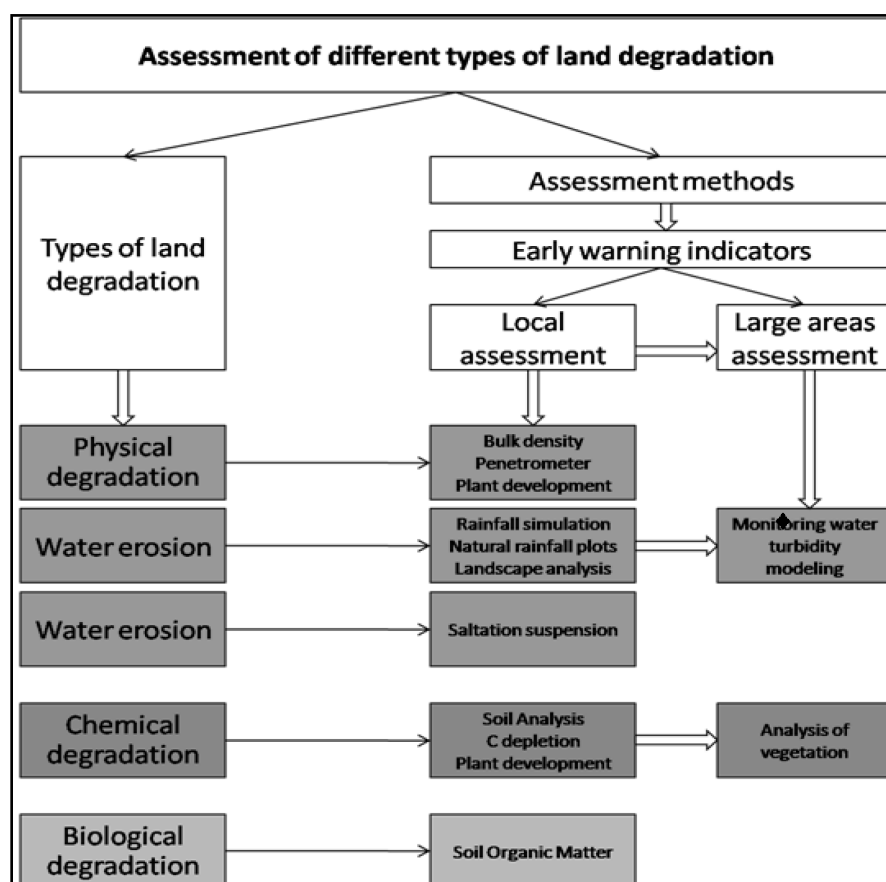 Assessment of different types of land degradation
Types of land
degradation
Assessment methods
Early warning indicators
Local
assessment
Large areas
assessment
Physical
degradation
Bulk density
Penetrometer
Plant development
Water erosion
Rainfall simulation
Natural rainfall plots
Landscape analysis
Monitoring water
turbidity
modeling
Water erosion
Saltation suspension
Chemical
degradation
Soil Analysis
C depletion
Plant development
Analysis of
vegetation
Biological
degradation
Soil Organic Matter